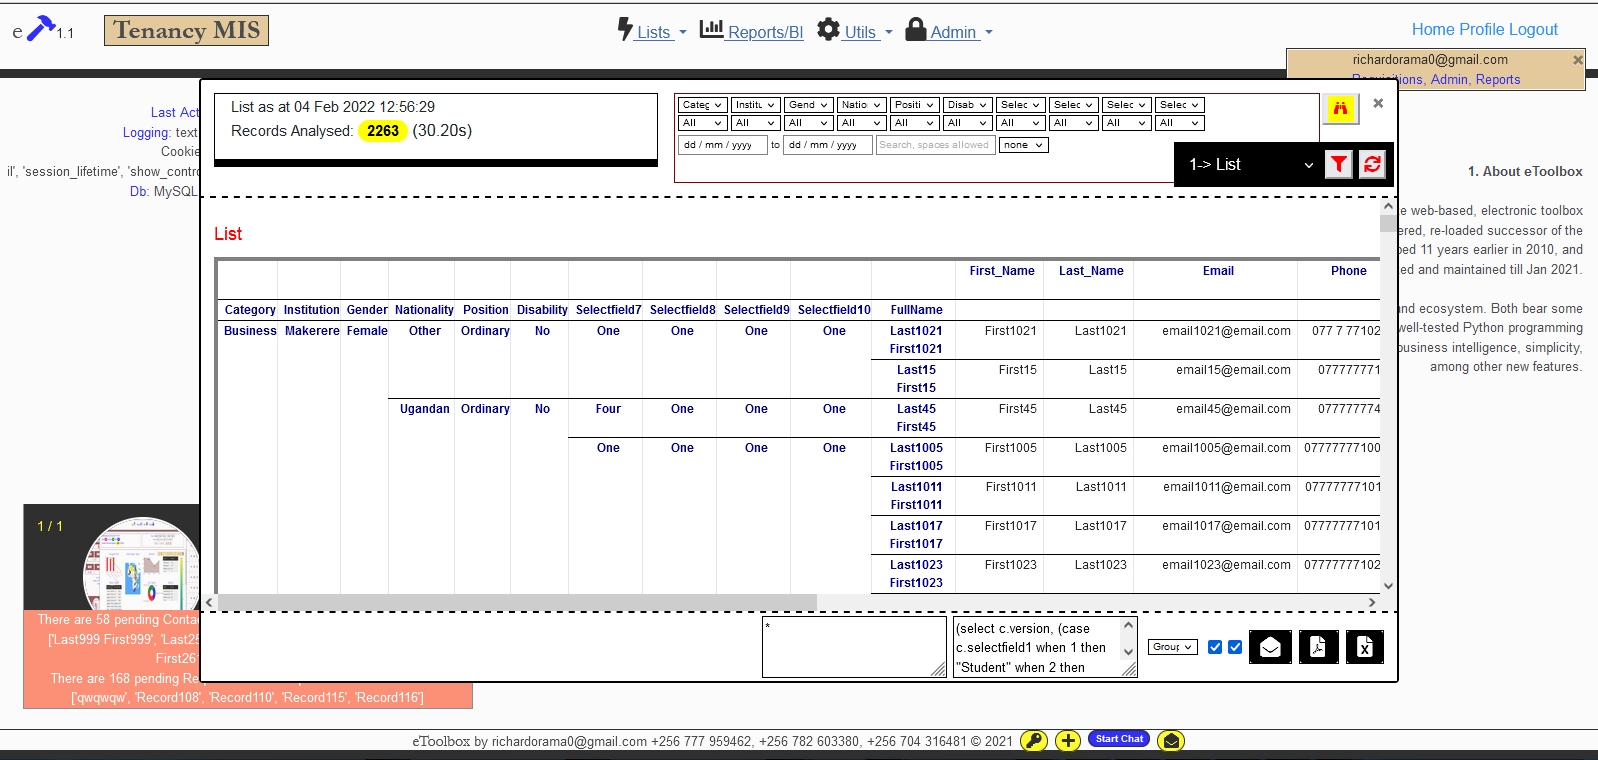 e 1.1 Tenancy MIS Lists Reports/BI Utils Admin Home Profile Logout
richardorama0@gmail.com
Requisitions, Admin, Reports
Last Act
Logging: text
Cookie
il', 'session_lifetime', 'show_contro
Db: MySQL
List as at 04 Feb 2022 12:56:29
Records Analysed: 2263 (30.20s)
Categ Institu Gend Natio Positi Disab Selec Selec Selec Selec
All All All All All All All All All All
dd / mm / yyyy to dd / mm / yyyy Search, spaces allowed none
1-> List
1. About eToolbox
e web-based, electronic toolbox
ered, re-loaded successor of the
ped 11 years earlier in 2010, and
ed and maintained till Jan 2021.
nd ecosystem. Both bear some
well-tested Python programming
business intelligence, simplicity,
among other new features.
List
First_Name Last_Name Email Phone
Category Institution Gender Nationality Position Disability Selectfield7 Selectfield8 Selectfield9 Selectfield10 FullName
Business Makerere Female Other Ordinary No One One One One Last1021 First1021 First1021 Last1021 email1021@email.com 077 7 77102
Last15 First15 First15 Last15 email15@email.com 077777771
Ugandan Ordinary No Four One One One Last45 First45 First45 Last45 email45@email.com 077777774
One One One One Last1005 First1005 First1005 Last1005 email1005@email.com 07777777100
Last1011 First1011 First1011 Last1011 email1011@email.com 07777777101
Last1017 First1017 First1017 Last1017 email1017@email.com 07777777101
Last1023 First1023 First1023 Last1023 email1023@email.com 07777777102
1 / 1
There are 58 pending Conta
['Last999 First999', 'Last25
First261
There are 168 pending Re
['qwqwqw', 'Record108', 'Record110', 'Record115', 'Record116']
*
(select c.version, (case
c.selectfield1 when 1 then
"Student" when 2 then
Group
eToolbox by richardorama0@gmail.com +256 777 959462, +256 782 603380, +256 704 316481 © 2021 Start Chat